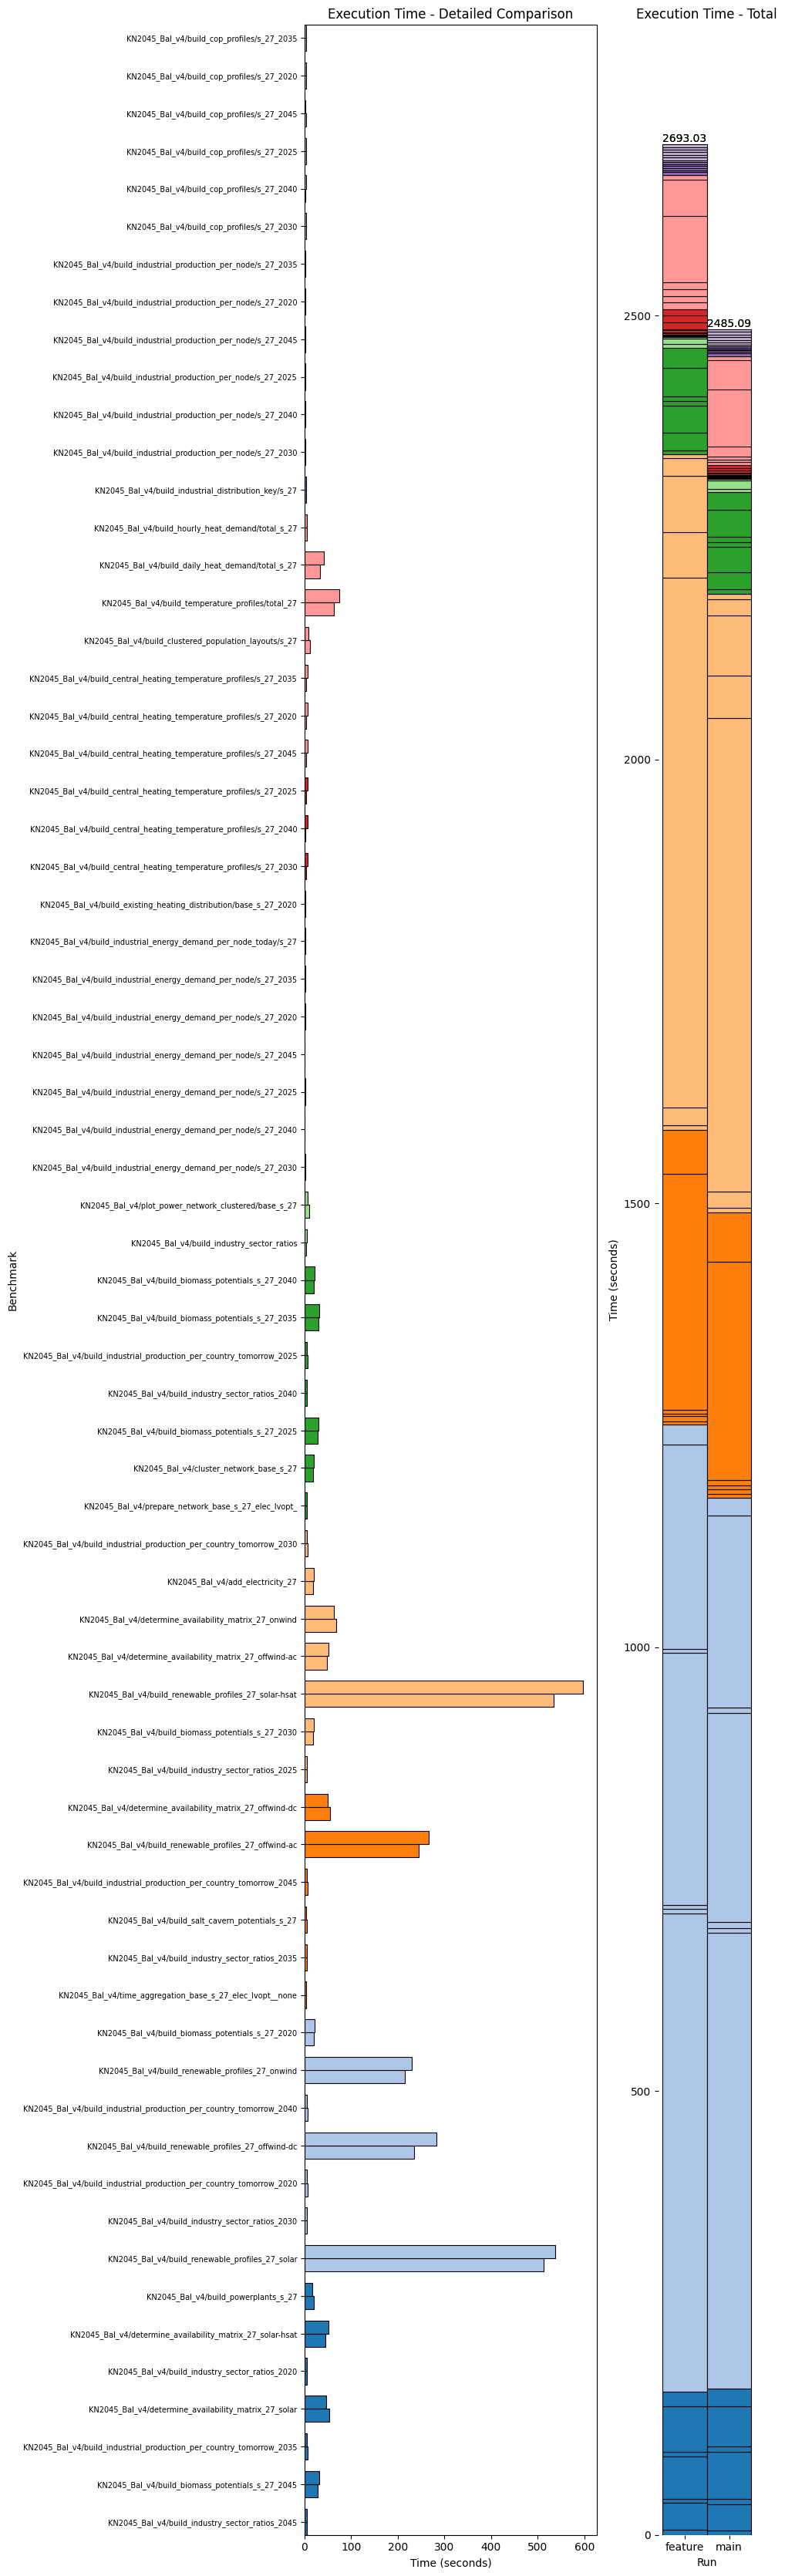 Execution Time - Detailed Comparison
KN2045_Bal_v4/build_cop_profiles/s_27_2035
KN2045_Bal_v4/build_cop_profiles/s_27_2020
KN2045_Bal_v4/build_cop_profiles/s_27_2045
KN2045_Bal_v4/build_cop_profiles/s_27_2025
KN2045_Bal_v4/build_cop_profiles/s_27_2040
KN2045_Bal_v4/build_cop_profiles/s_27_2030
KN2045_Bal_v4/build_industrial_production_per_node/s_27_2035
KN2045_Bal_v4/build_industrial_production_per_node/s_27_2020
KN2045_Bal_v4/build_industrial_production_per_node/s_27_2045
KN2045_Bal_v4/build_industrial_production_per_node/s_27_2025
KN2045_Bal_v4/build_industrial_production_per_node/s_27_2040
KN2045_Bal_v4/build_industrial_production_per_node/s_27_2030
KN2045_Bal_v4/build_industrial_distribution_key/s_27
KN2045_Bal_v4/build_hourly_heat_demand/total_s_27
KN2045_Bal_v4/build_daily_heat_demand/total_s_27
KN2045_Bal_v4/build_temperature_profiles/total_27
KN2045_Bal_v4/build_clustered_population_layouts/s_27
KN2045_Bal_v4/build_central_heating_temperature_profiles/s_27_2035
KN2045_Bal_v4/build_central_heating_temperature_profiles/s_27_2020
KN2045_Bal_v4/build_central_heating_temperature_profiles/s_27_2045
KN2045_Bal_v4/build_central_heating_temperature_profiles/s_27_2025
KN2045_Bal_v4/build_central_heating_temperature_profiles/s_27_2040
KN2045_Bal_v4/build_central_heating_temperature_profiles/s_27_2030
KN2045_Bal_v4/build_existing_heating_distribution/base_s_27_2020
KN2045_Bal_v4/build_industrial_energy_demand_per_node_today/s_27
KN2045_Bal_v4/build_industrial_energy_demand_per_node/s_27_2035
KN2045_Bal_v4/build_industrial_energy_demand_per_node/s_27_2020
KN2045_Bal_v4/build_industrial_energy_demand_per_node/s_27_2045
KN2045_Bal_v4/build_industrial_energy_demand_per_node/s_27_2025
KN2045_Bal_v4/build_industrial_energy_demand_per_node/s_27_2040
KN2045_Bal_v4/build_industrial_energy_demand_per_node/s_27_2030
KN2045_Bal_v4/plot_power_network_clustered/base_s_27
KN2045_Bal_v4/build_industry_sector_ratios
KN2045_Bal_v4/build_biomass_potentials_s_27_2040
KN2045_Bal_v4/build_biomass_potentials_s_27_2035
KN2045_Bal_v4/build_industrial_production_per_country_tomorrow_2025
KN2045_Bal_v4/build_industry_sector_ratios_2040
KN2045_Bal_v4/build_biomass_potentials_s_27_2025
KN2045_Bal_v4/cluster_network_base_s_27
KN2045_Bal_v4/prepare_network_base_s_27_elec_lvopt_
KN2045_Bal_v4/build_industrial_production_per_country_tomorrow_2030
KN2045_Bal_v4/add_electricity_27
KN2045_Bal_v4/determine_availability_matrix_27_onwind
KN2045_Bal_v4/determine_availability_matrix_27_offwind-ac
KN2045_Bal_v4/build_renewable_profiles_27_solar-hsat
KN2045_Bal_v4/build_biomass_potentials_s_27_2030
KN2045_Bal_v4/build_industry_sector_ratios_2025
KN2045_Bal_v4/determine_availability_matrix_27_offwind-dc
KN2045_Bal_v4/build_renewable_profiles_27_offwind-ac
KN2045_Bal_v4/build_industrial_production_per_country_tomorrow_2045
KN2045_Bal_v4/build_salt_cavern_potentials_s_27
KN2045_Bal_v4/build_industry_sector_ratios_2035
KN2045_Bal_v4/time_aggregation_base_s_27_elec_lvopt__none
KN2045_Bal_v4/build_biomass_potentials_s_27_2020
KN2045_Bal_v4/build_renewable_profiles_27_onwind
KN2045_Bal_v4/build_industrial_production_per_country_tomorrow_2040
KN2045_Bal_v4/build_renewable_profiles_27_offwind-dc
KN2045_Bal_v4/build_industrial_production_per_country_tomorrow_2020
KN2045_Bal_v4/build_industry_sector_ratios_2030
KN2045_Bal_v4/build_renewable_profiles_27_solar
KN2045_Bal_v4/build_powerplants_s_27
KN2045_Bal_v4/determine_availability_matrix_27_solar-hsat
KN2045_Bal_v4/build_industry_sector_ratios_2020
KN2045_Bal_v4/determine_availability_matrix_27_solar
KN2045_Bal_v4/build_industrial_production_per_country_tomorrow_2035
KN2045_Bal_v4/build_biomass_potentials_s_27_2045
KN2045_Bal_v4/build_industry_sector_ratios_2045
Benchmark
0 100 200 300 400 500 600
Time (seconds)
Execution Time - Total
2693.03
2485.09
2500
2000
1500
1000
500
0
Time (seconds)
feature main
Run